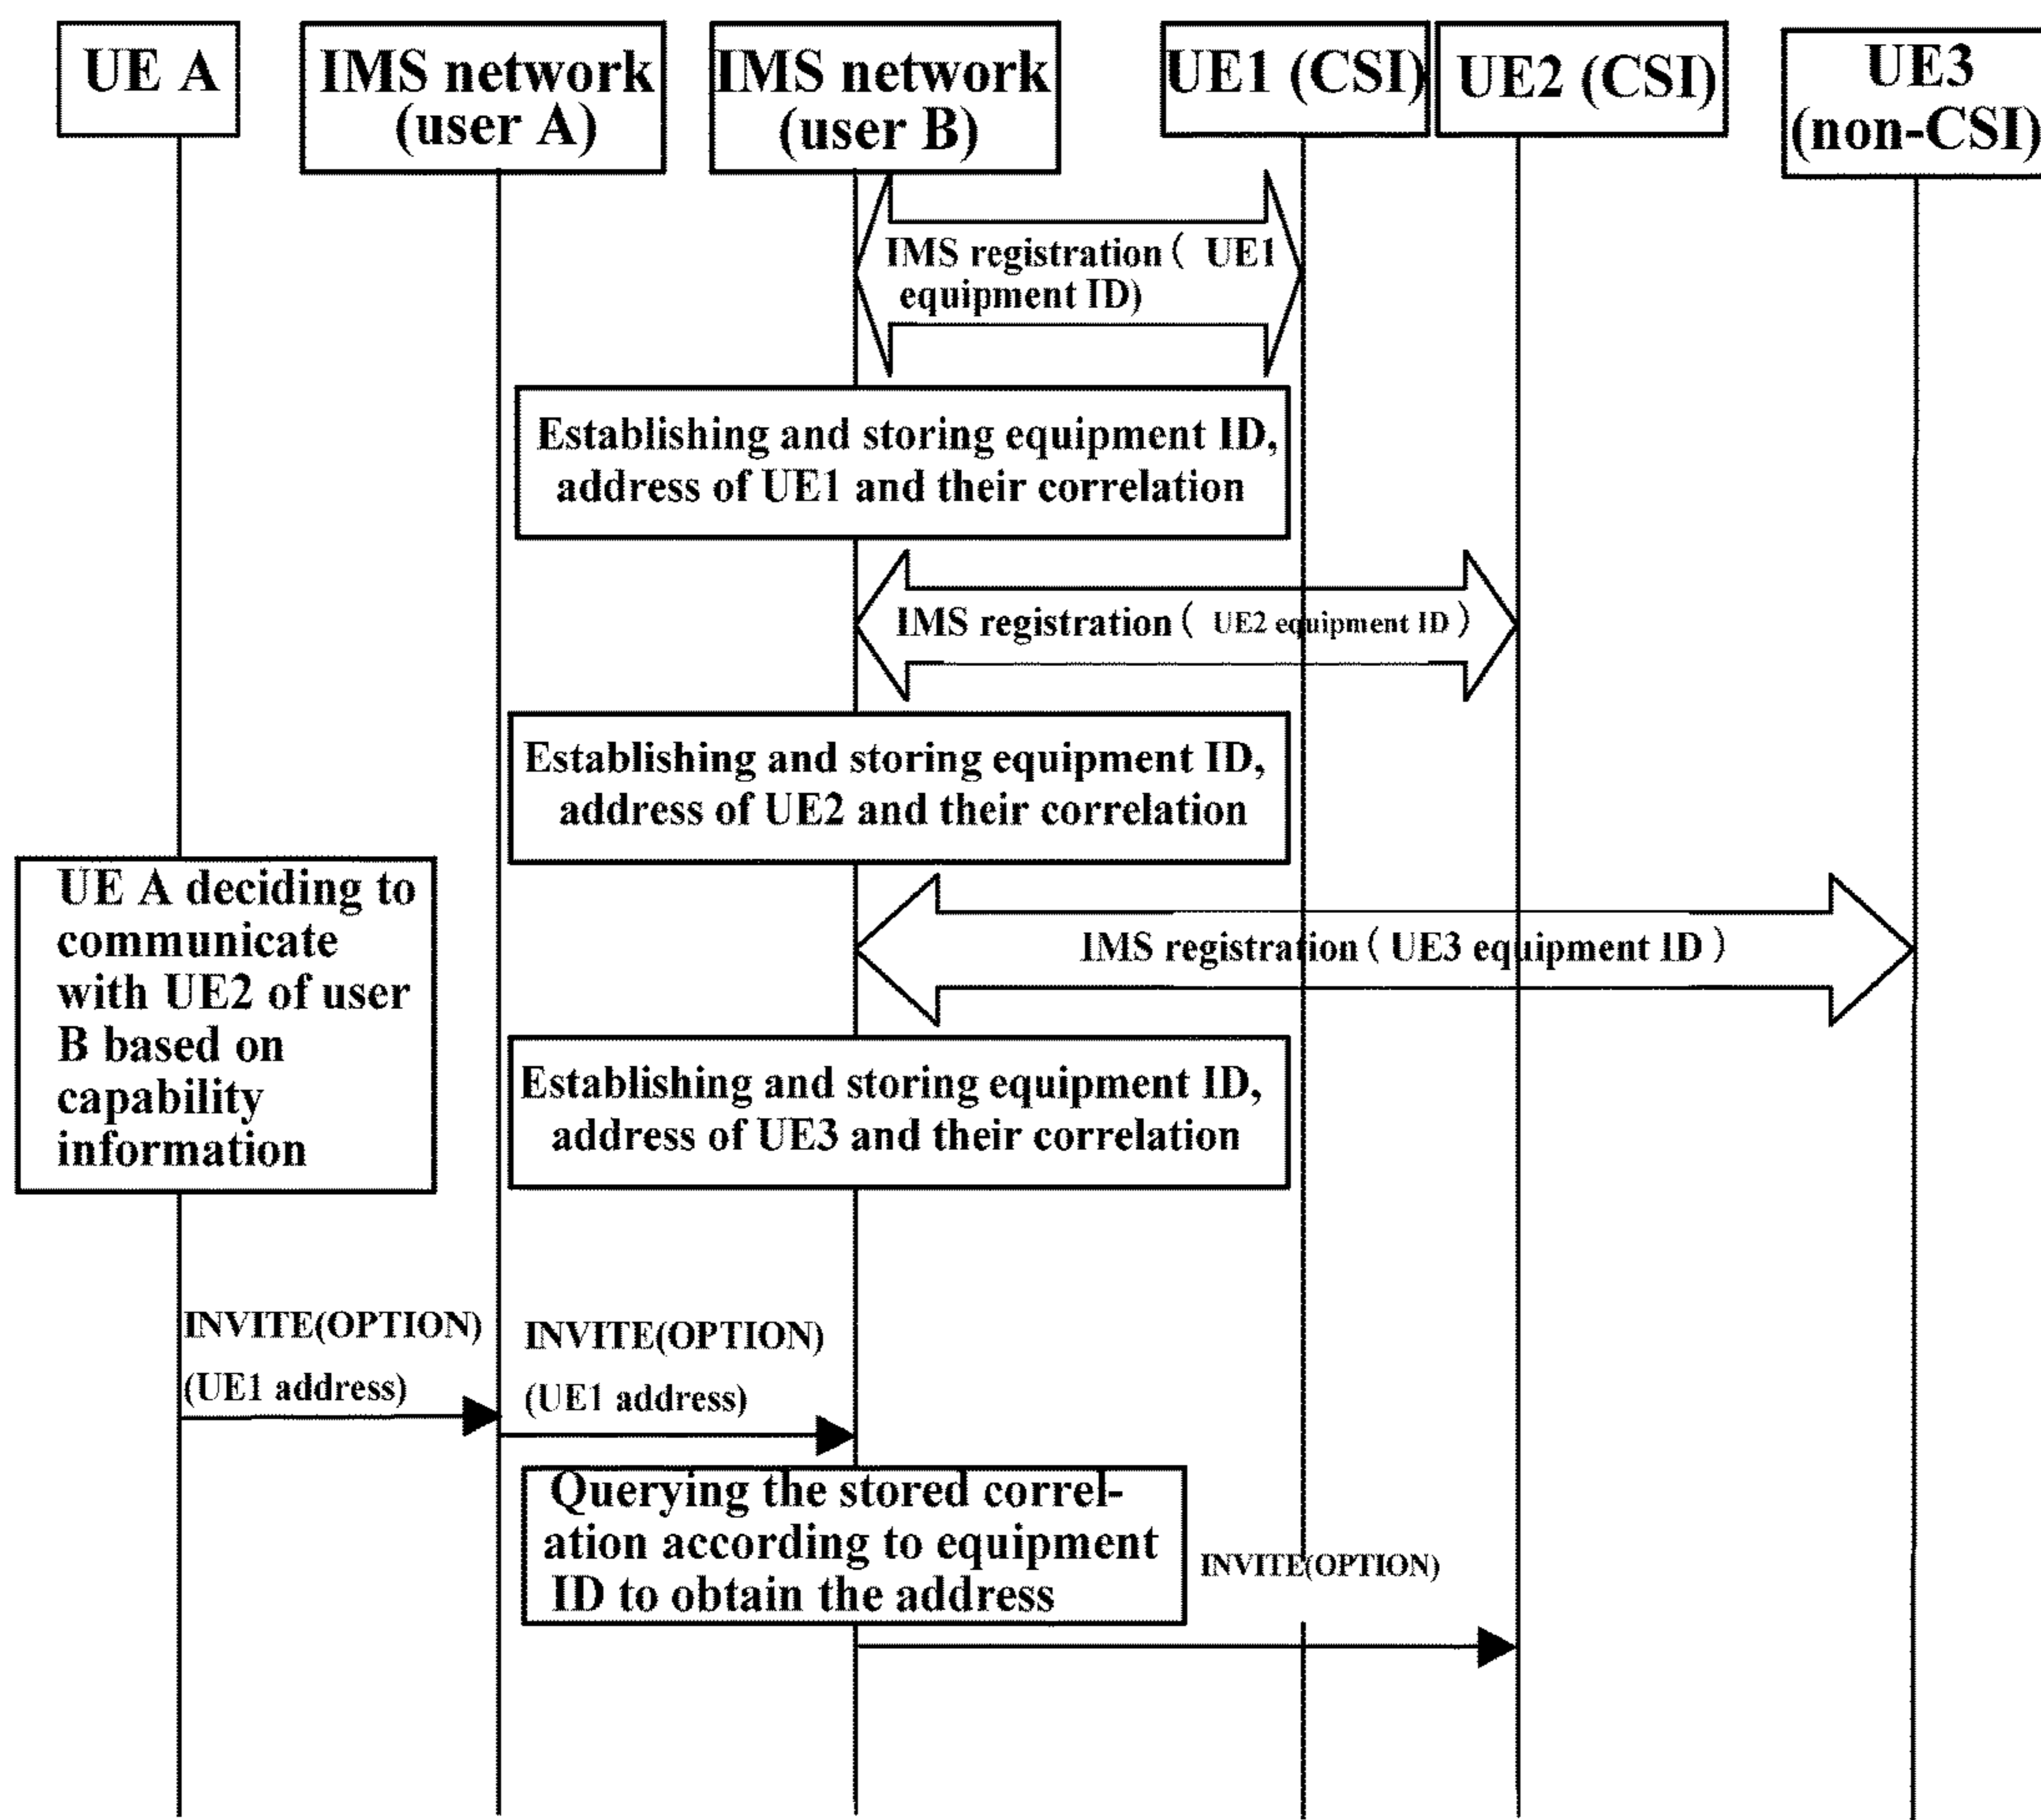 UE A
IMS network
(user A)
IMS network
(user B)
UE1 (CSI)
UE2 (CSI)
UE3
(non-CSI)
IMS registration ( UE1
equipment ID)
Establishing and storing equipment ID,
address of UE1 and their correlation
IMS registration ( UE2 equipment ID )
Establishing and storing equipment ID,
address of UE2 and their correlation
UE A deciding to
communicate
with UE2 of user
B based on
capability
information
IMS registration ( UE3 equipment ID )
Establishing and storing equipment ID,
address of UE3 and their correlation
INVITE(OPTION)
(UE1 address)
INVITE(OPTION)
(UE1 address)
Querying the stored correl-
ation according to equipment
ID to obtain the address
INVITE(OPTION)